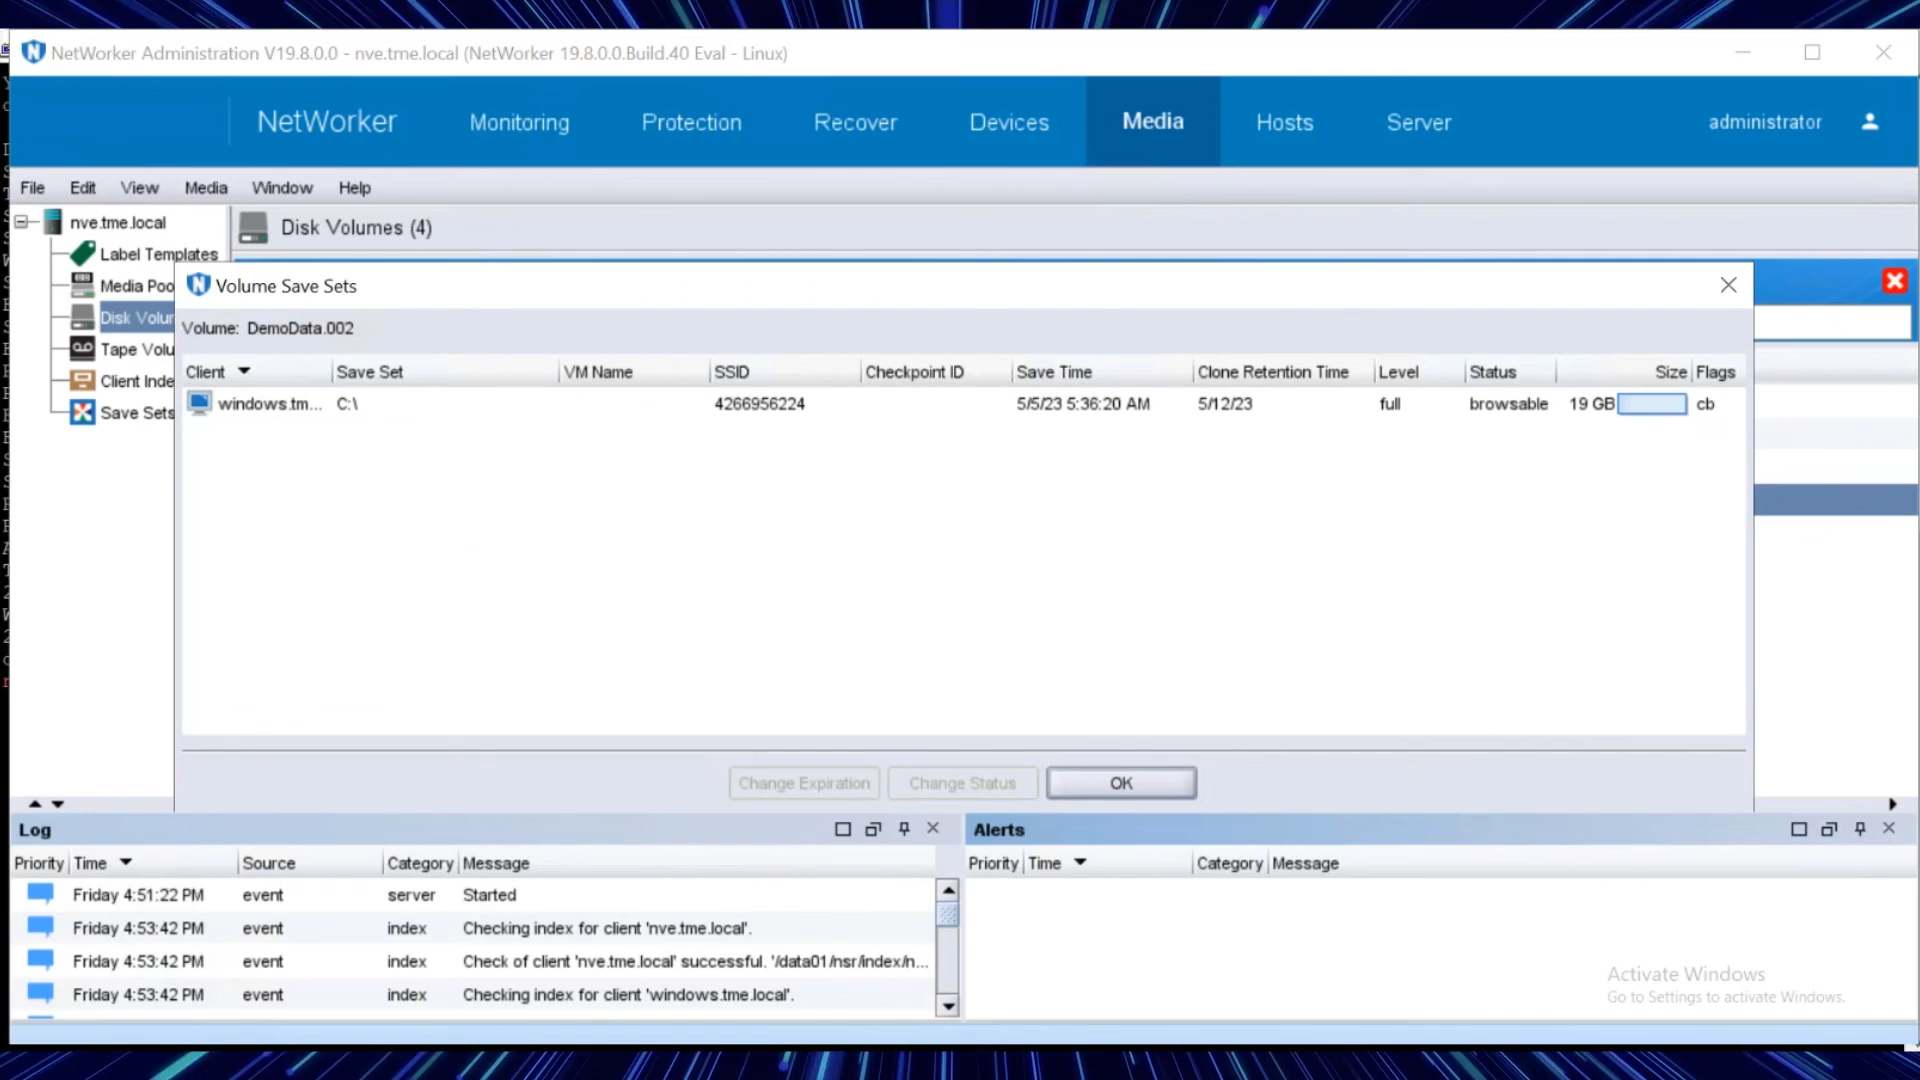 NetWorker Administration V19.8.0.0 - nve.tme.local (NetWorker 19.8.0.0.Build.40 Eval - Linux)
NetWorker Monitoring Protection Recover Devices Media Hosts Server administrator
File Edit View Media Window Help
nve.tme.local
Label Templates
Media Poo
Disk Volun
Tape Volu
Client Inde
Save Sets
Disk Volumes (4)
Volume Save Sets
Volume: DemoData.002
Client Save Set VM Name SSID Checkpoint ID Save Time Clone Retention Time Level Status Size Flags
windows.tm... C:\ 4266956224 5/5/23 5:36:20 AM 5/12/23 full browsable 19 GB cb
Change Expiration Change Status OK
Log
Priority Time Source Category Message
Friday 4:51:22 PM event server Started
Friday 4:53:42 PM event index Checking index for client 'nve.tme.local'.
Friday 4:53:42 PM event index Check of client 'nve.tme.local' successful. '/data01/nsr/index/n...
Friday 4:53:42 PM event index Checking index for client 'windows.tme.local'.
Alerts
Priority Time Category Message
Activate Windows
Go to Settings to activate Windows.